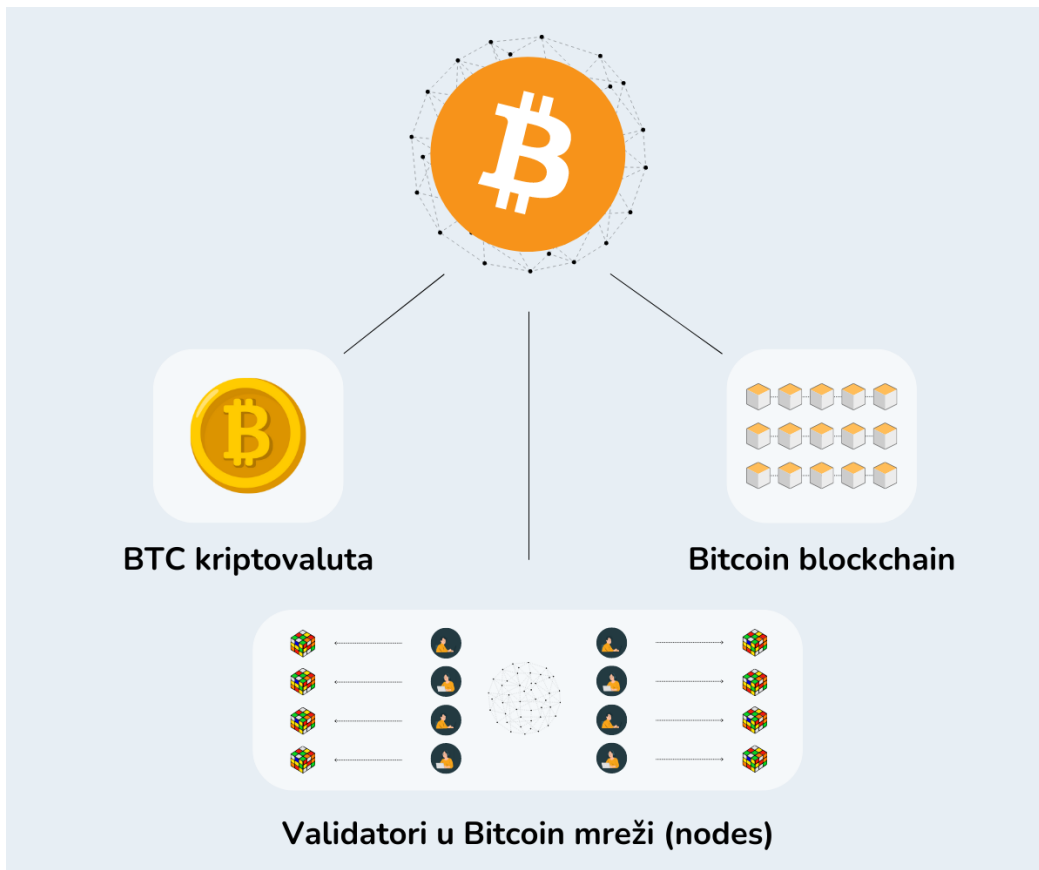 BTC kriptovaluta
Bitcoin blockchain
Validatori u Bitcoin mreži (nodes)